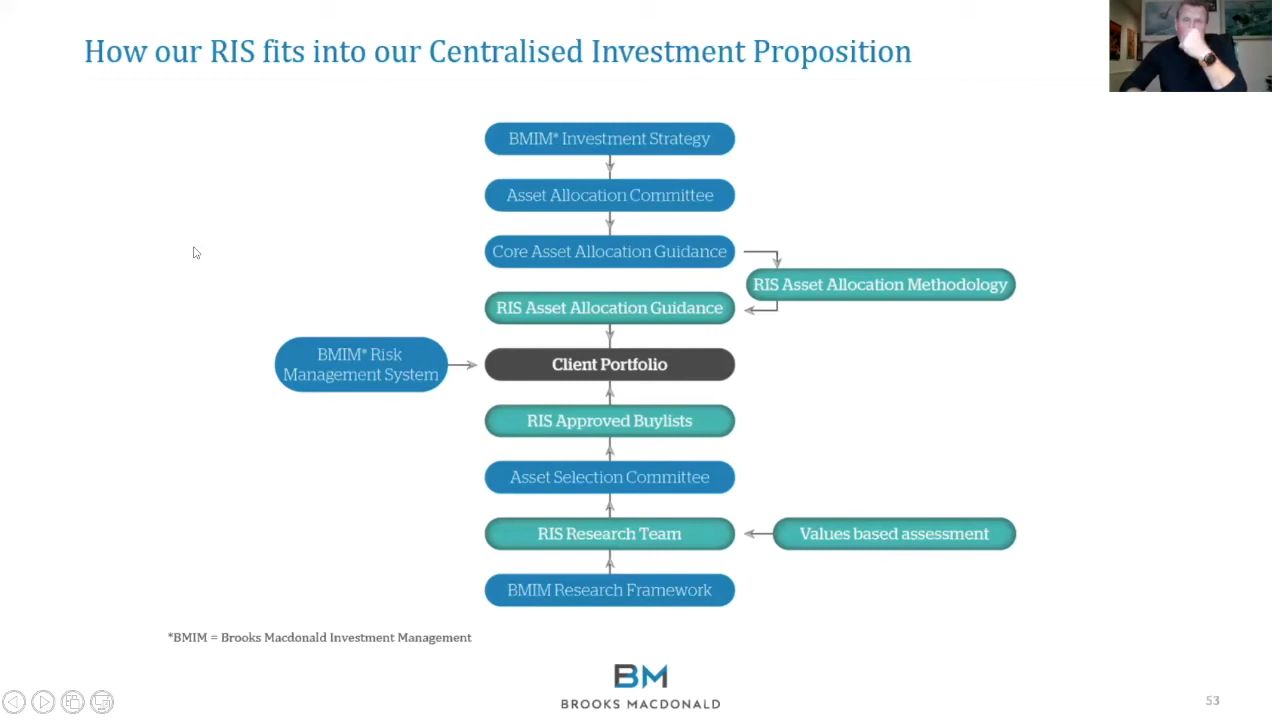 How our RIS fits into our Centralised Investment Proposition
BMIM* Investment Strategy
Asset Allocation Committee
Core Asset Allocation Guidance
RIS Asset Allocation Methodology
RIS Asset Allocation Guidance
BMIM* Risk
Management System
Client Portfolio
RIS Approved Buylists
Asset Selection Committee
RIS Research Team
Values based assessment
BMIM Research Framework
*BMIM = Brooks Macdonald Investment Management
BM
BROOKS MACDONALD
53